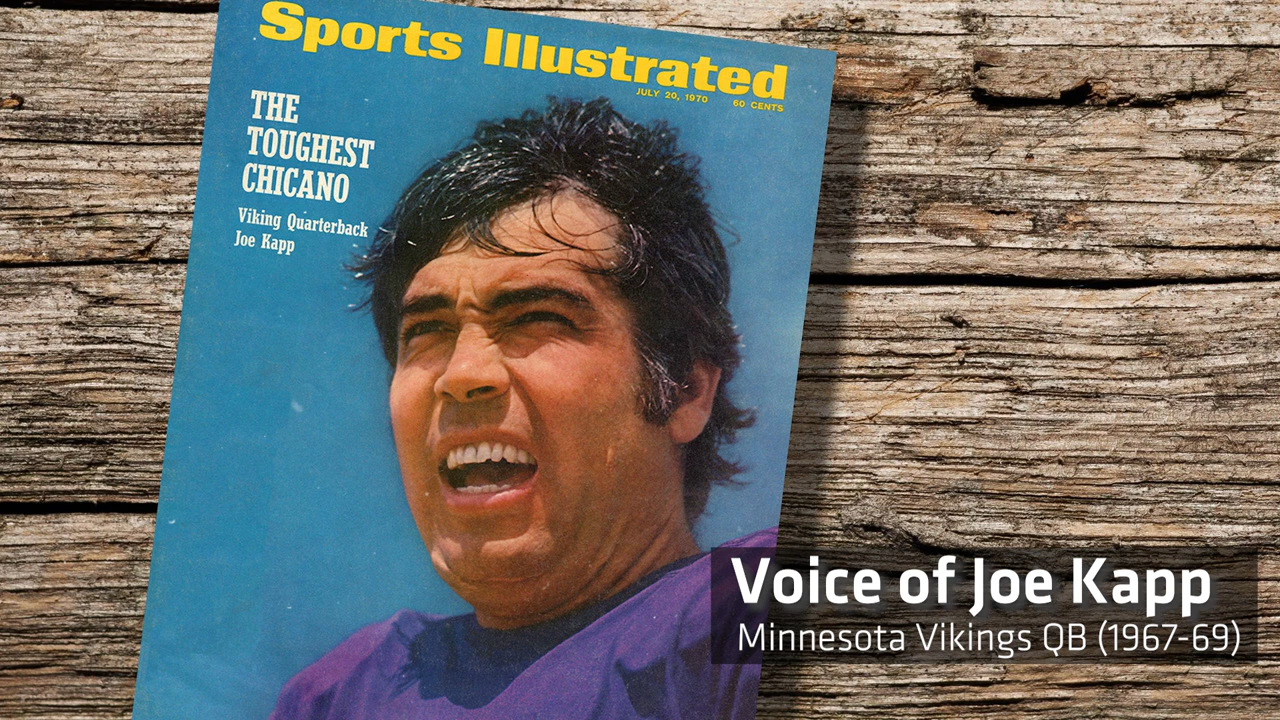 Sports Illustrated
JULY 20, 1970 60 CENTS
THE
TOUGHEST
CHICANO
Viking Quarterback
Joe Kapp
Voice of Joe Kapp
Minnesota Vikings QB (1967-69)